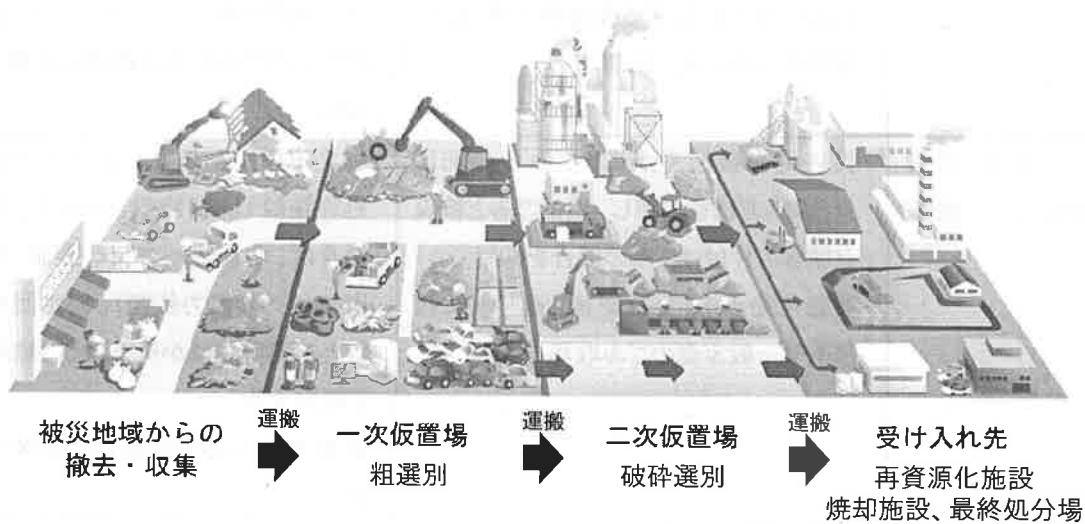 被災地域からの
撤去・収集
運搬
一次仮置場
粗選別
運搬
二次仮置場
破砕選別
運搬
受け入れ先
再資源化施設
焼却施設、最終処分場